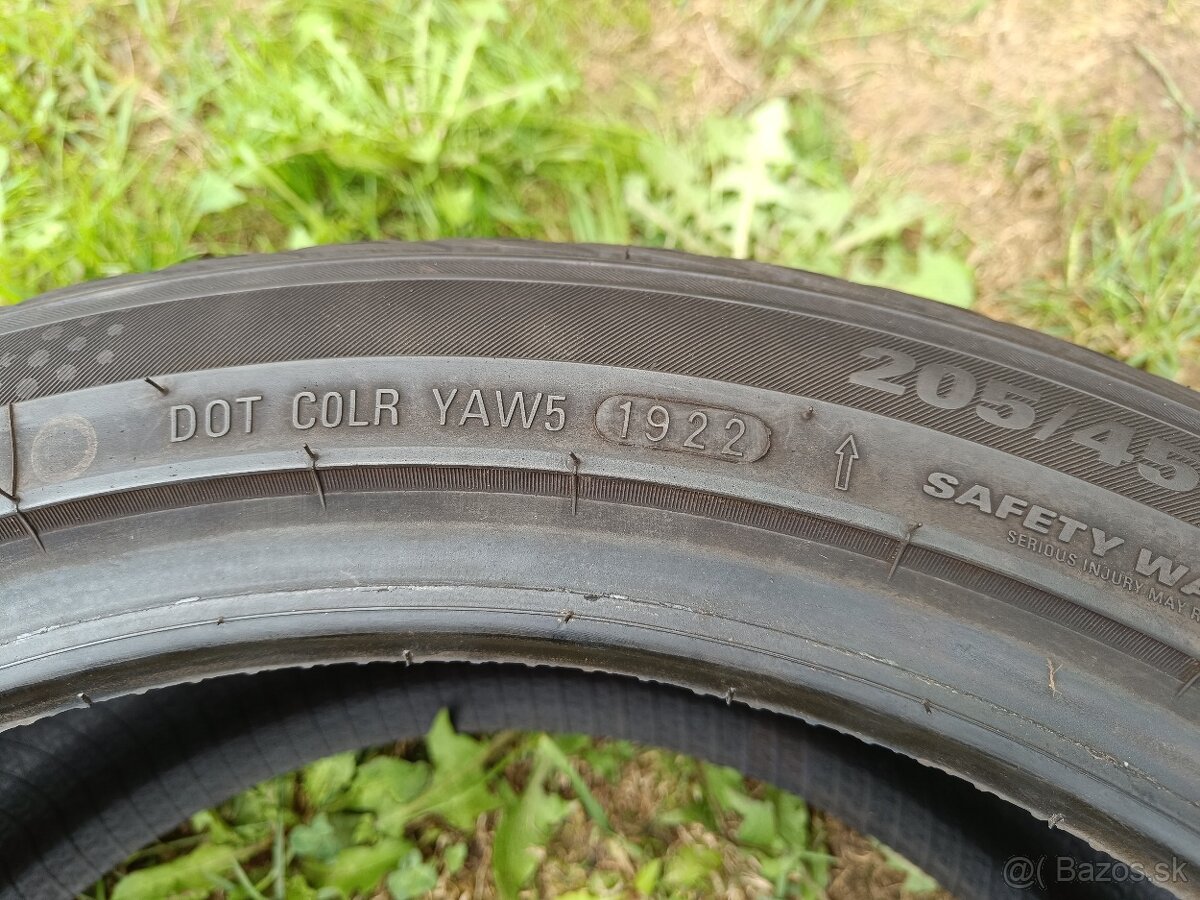 DOT C0LR YAW5 1922
205/45
SAFETY WA
SERIOUS INJURY MAY R
@( Bazos.sk